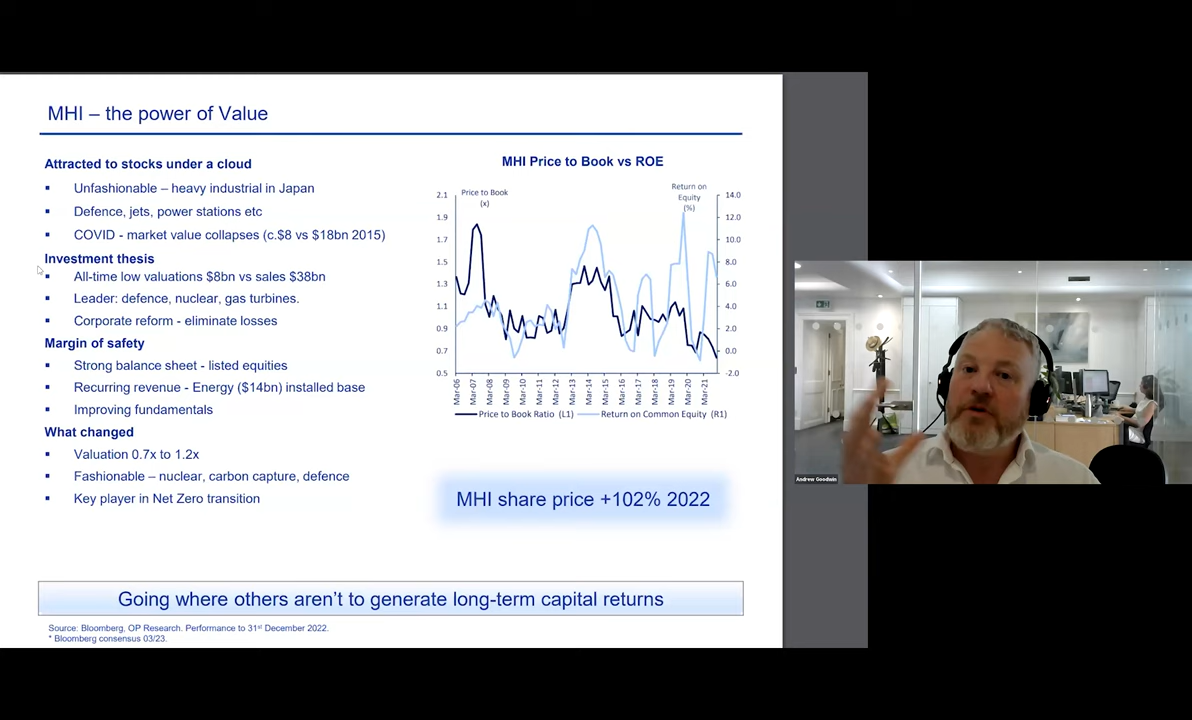 MHI – the power of Value
Attracted to stocks under a cloud
▪ Unfashionable – heavy industrial in Japan
▪ Defence, jets, power stations etc
▪ COVID - market value collapses (c.$8 vs $18bn 2015)
Investment thesis
▪ All-time low valuations $8bn vs sales $38bn
▪ Leader: defence, nuclear, gas turbines.
▪ Corporate reform - eliminate losses
Margin of safety
▪ Strong balance sheet - listed equities
▪ Recurring revenue - Energy ($14bn) installed base
▪ Improving fundamentals
What changed
▪ Valuation 0.7x to 1.2x
▪ Fashionable – nuclear, carbon capture, defence
▪ Key player in Net Zero transition
MHI Price to Book vs ROE
Price to Book
(x)
Return on
Equity
(%)
2.1
1.9
1.7
1.5
1.3
1.1
0.9
0.7
0.5
14.0
12.0
10.0
8.0
6.0
4.0
2.0
0.0
-2.0
Mar-06
Mar-07
Mar-08
Mar-09
Mar-10
Mar-11
Mar-12
Mar-13
Mar-14
Mar-15
Mar-16
Mar-17
Mar-18
Mar-19
Mar-20
Mar-21
Price to Book Ratio (L1)
Return on Common Equity (R1)
MHI share price +102% 2022
Going where others aren't to generate long-term capital returns
Source: Bloomberg, OP Research. Performance to 31st December 2022.
* Bloomberg consensus 03/23.
Andrew Goodwin